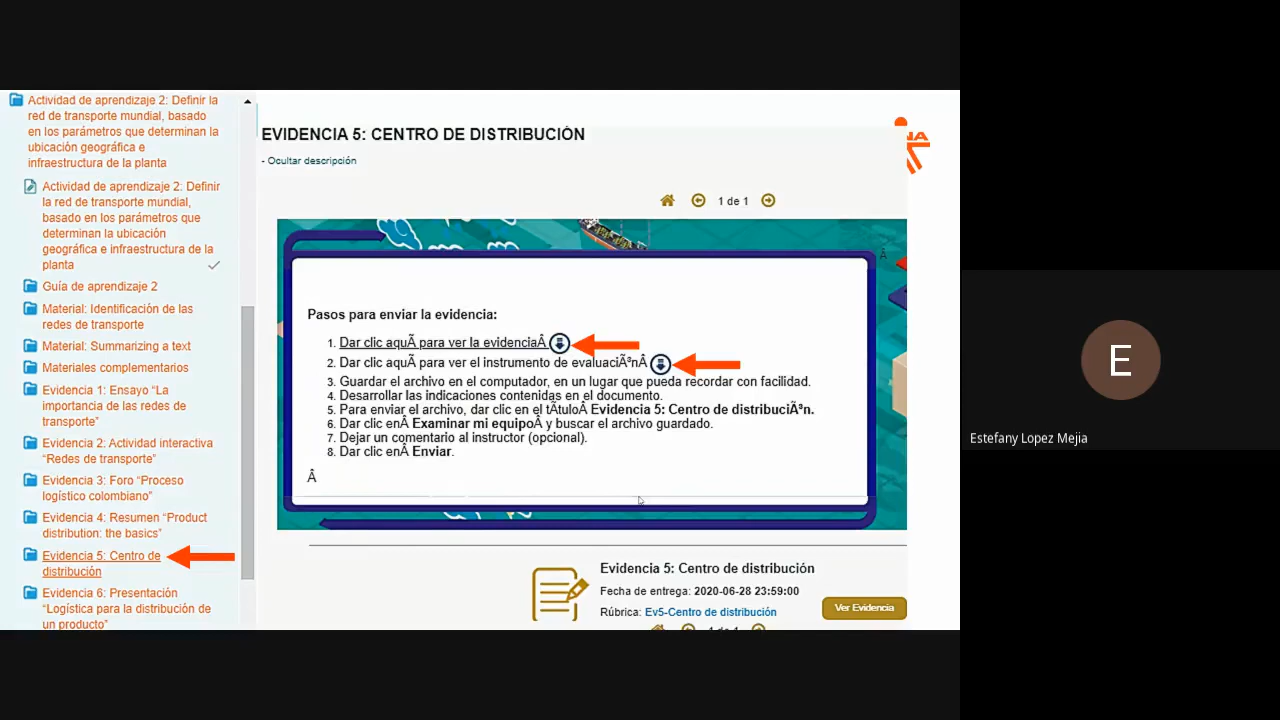 Actividad de aprendizaje 2: Definir la
red de transporte mundial, basado
en los parámetros que determinan la
ubicación geográfica e
infraestructura de la planta
Actividad de aprendizaje 2: Definir
la red de transporte mundial,
basado en los parámetros que
determinan la ubicación
geográfica e infraestructura de la
planta
Guía de aprendizaje 2
Material: Identificación de las
redes de transporte
Material: Summarizing a text
Materiales complementarios
Evidencia 1: Ensayo “La
importancia de las redes de
transporte”
Evidencia 2: Actividad interactiva
“Redes de transporte”
Evidencia 3: Foro “Proceso
logístico colombiano”
Evidencia 4: Resumen “Product
distribution: the basics”
Evidencia 5: Centro de
distribución
Evidencia 6: Presentación
“Logística para la distribución de
un producto”
EVIDENCIA 5: CENTRO DE DISTRIBUCIÓN
- Ocultar descripción
NA
1 de 1
Â
Pasos para enviar la evidencia:
1. Dar clic aquÃ para ver la evidenciaÂ
2. Dar clic aquÃ para ver el instrumento de evaluaciÃ³nÂ
3. Guardar el archivo en el computador, en un lugar que pueda recordar con facilidad.
4. Desarrollar las indicaciones contenidas en el documento.
5. Para enviar el archivo, dar clic en el tÃtuloÂ Evidencia 5: Centro de distribuciÃ³n.
6. Dar clic enÂ Examinar mi equipoÂ y buscar el archivo guardado.
7. Dejar un comentario al instructor (opcional).
8. Dar clic enÂ Enviar.
Â
Evidencia 5: Centro de distribución
Fecha de entrega: 2020-06-28 23:59:00
Rúbrica: Ev5-Centro de distribución
Ver Evidencia
1 de 1
E
Estefany Lopez Mejia